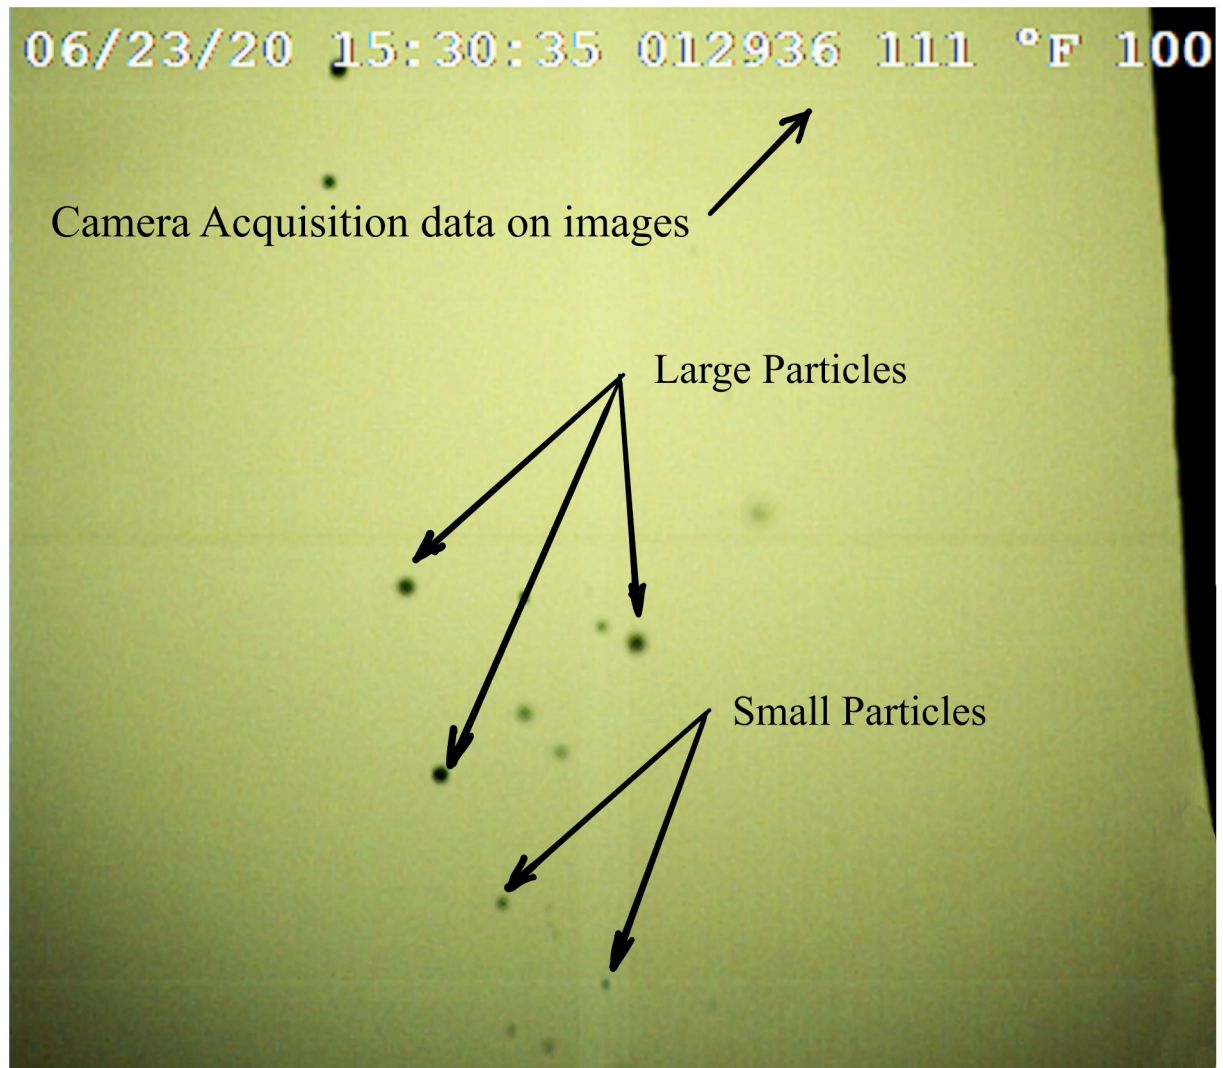 06/23/20 15:30:35 012936 111 °F 100
Camera Acquisition data on images
Large Particles
Small Particles